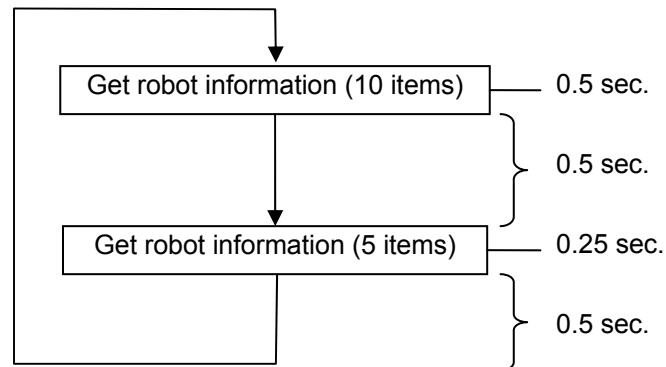 Get robot information (10 items)
0.5 sec.
0.5 sec.
Get robot information (5 items)
0.25 sec.
0.5 sec.